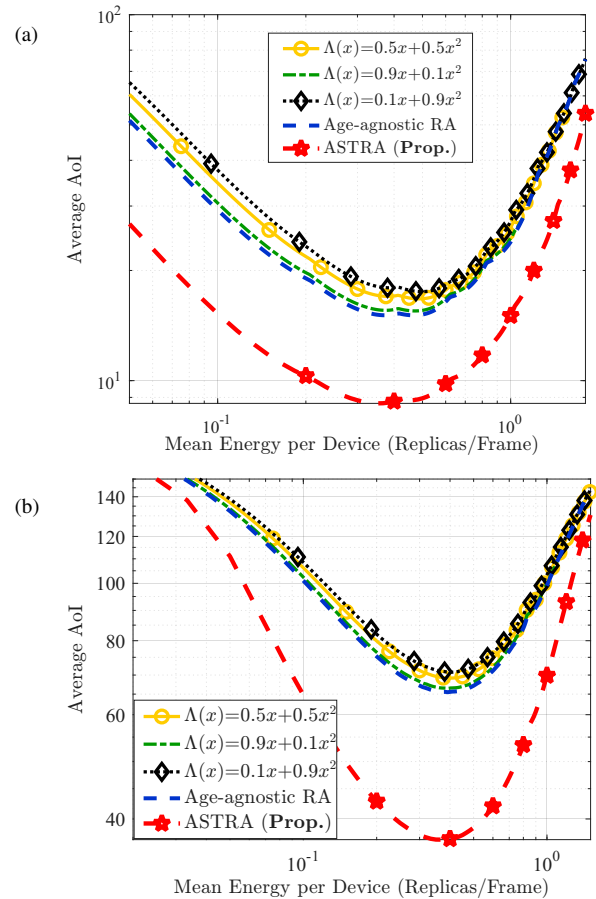 (a)
10^2
Λ(x)=0.5x+0.5x^2
Λ(x)=0.9x+0.1x^2
Λ(x)=0.1x+0.9x^2
Age-agnostic RA
ASTRA (Prop.)
Average AoI
10^1
10^-1
10^0
Mean Energy per Device (Replicas/Frame)
(b)
140
120
100
80
60
40
Average AoI
Λ(x)=0.5x+0.5x^2
Λ(x)=0.9x+0.1x^2
Λ(x)=0.1x+0.9x^2
Age-agnostic RA
ASTRA (Prop.)
10^-1
10^0
Mean Energy per Device (Replicas/Frame)